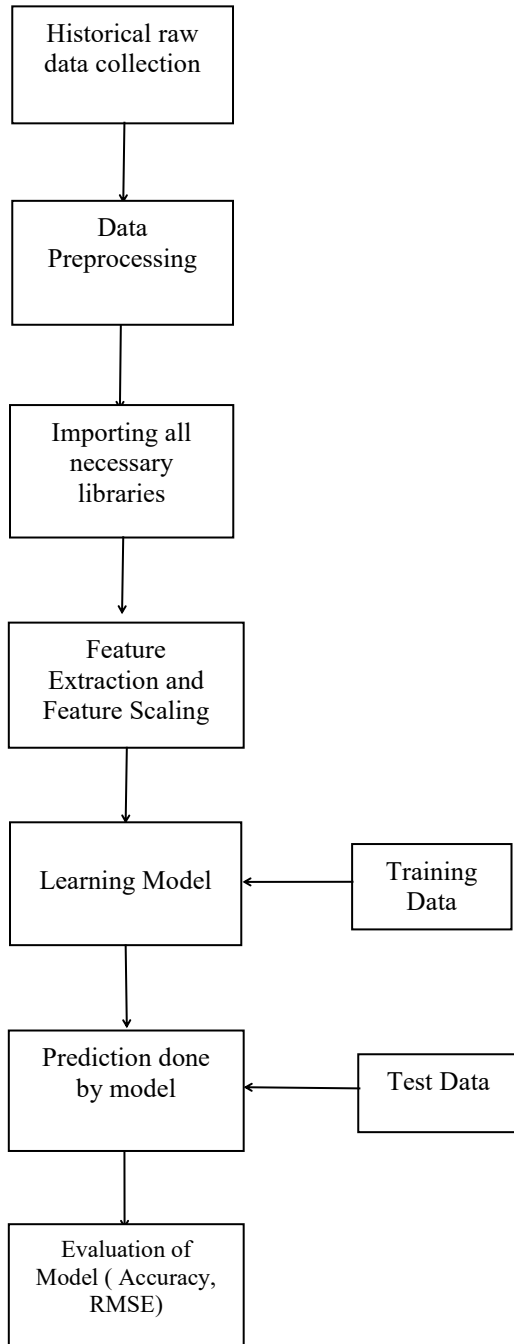 Historical raw
data collection
Data
Preprocessing
Importing all
necessary
libraries
Feature
Extraction and
Feature Scaling
Learning Model
Training
Data
Prediction done
by model
Test Data
Evaluation of
Model ( Accuracy,
RMSE)